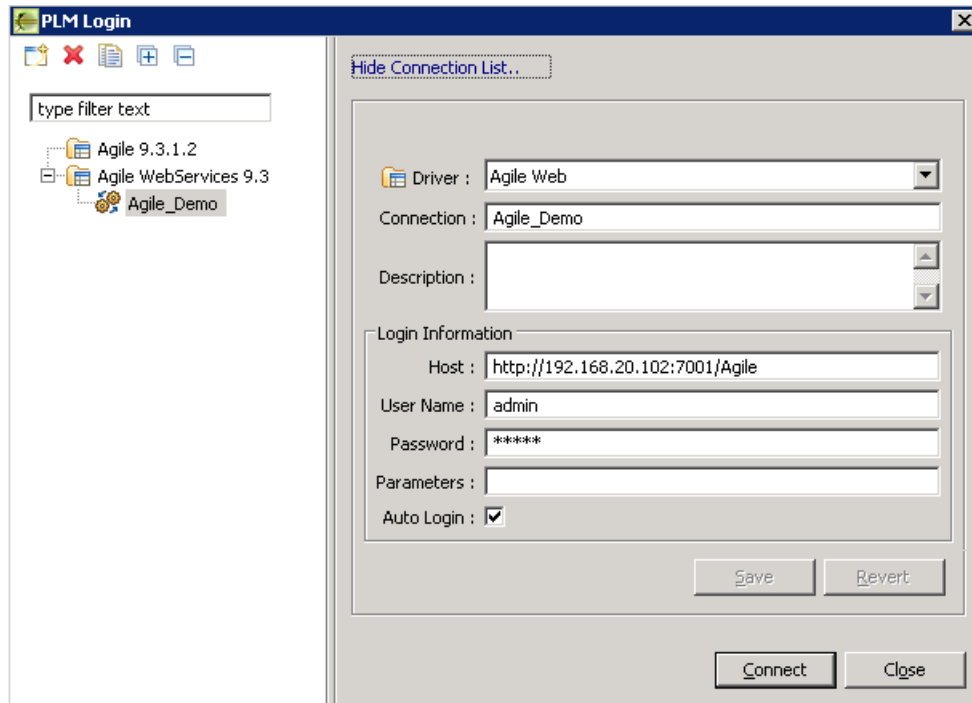 PLM Login
type filter text
Agile 9.3.1.2
Agile WebServices 9.3
Agile_Demo
Hide Connection List..
Driver : Agile Web
Connection : Agile_Demo
Description :
Login Information
Host : http://192.168.20.102:7001/Agile
User Name : admin
Password : *****
Parameters :
Auto Login :
Save Revert
Connect Close